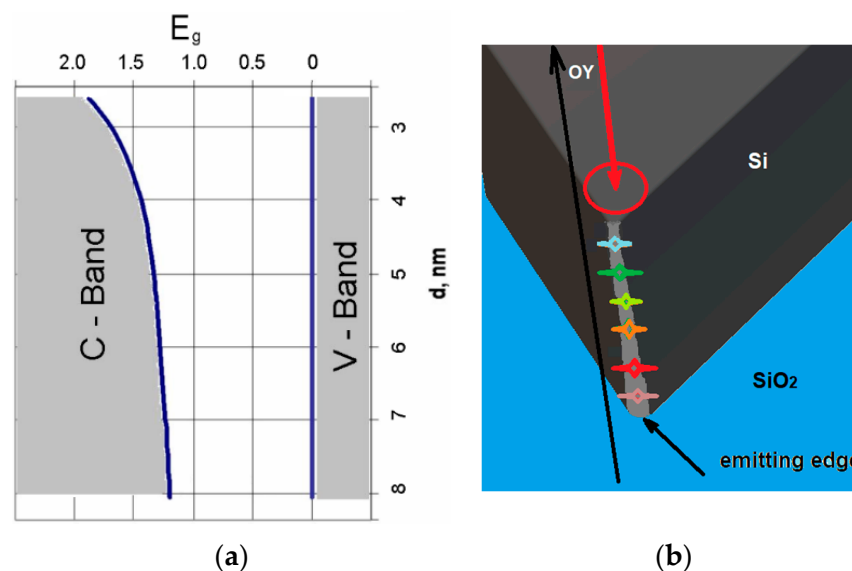 E g
2.0 1.5 1.0 0.5 0
C - Band
V - Band
3
4
5
6
7
8
d, nm
(a)
OY
Si
SiO2
emitting edge
(b)